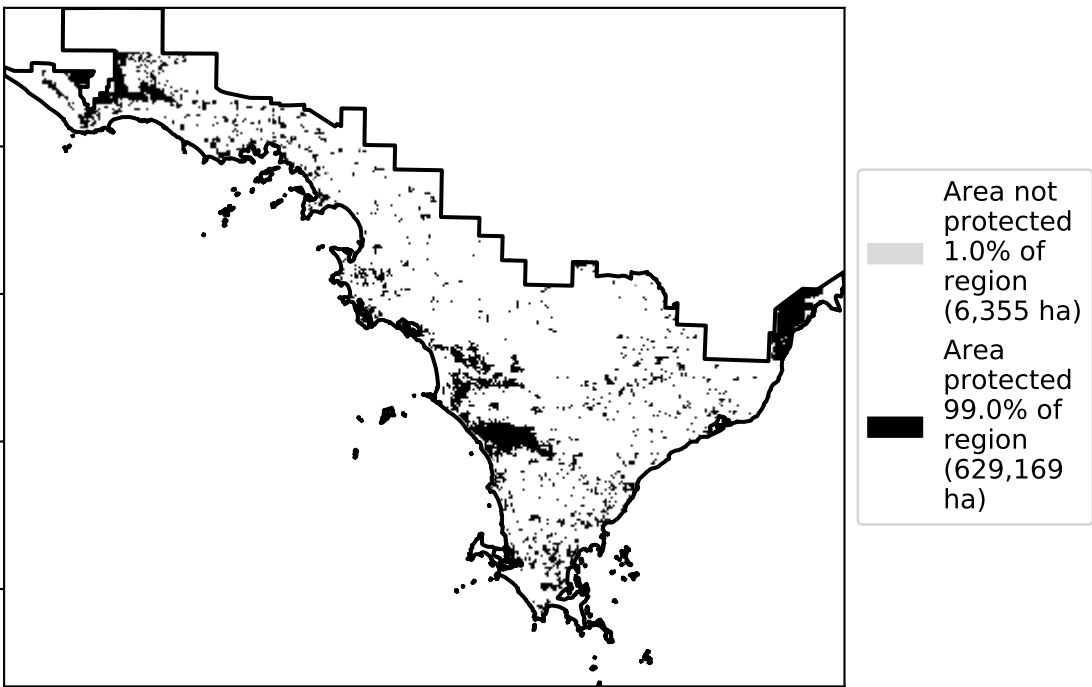 Area not
protected
1.0% of
region
(6,355 ha)
Area
protected
99.0% of
region
(629,169
ha)